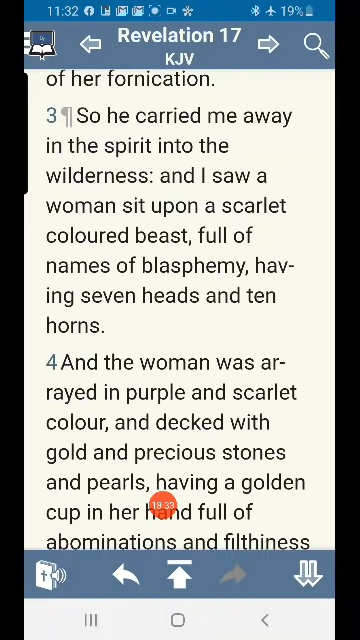 11:32
19%
Revelation 17
KJV
of her fornication.
3 ¶ So he carried me away
in the spirit into the
wilderness: and I saw a
woman sit upon a scarlet
coloured beast, full of
names of blasphemy, hav-
ing seven heads and ten
horns.
4 And the woman was ar-
rayed in purple and scarlet
colour, and decked with
gold and precious stones
and pearls, having a golden
cup in her hand full of
18:33
abominations and filthiness